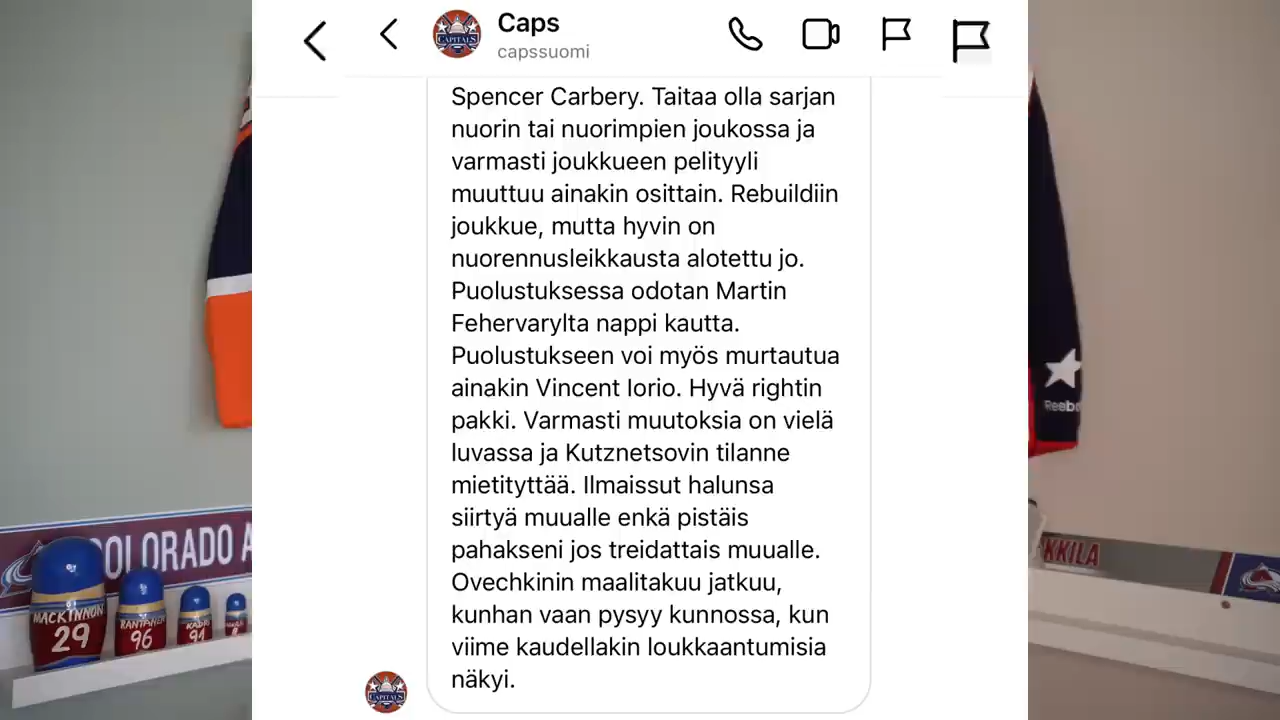 Caps
capssuomi
CAPITALS
Spencer Carbery. Taitaa olla sarjan
nuorin tai nuorimpien joukossa ja
varmasti joukkueen pelityyli
muuttuu ainakin osittain. Rebuildiin
joukkue, mutta hyvin on
nuorennusleikkausta alotettu jo.
Puolustuksessa odotan Martin
Fehervarylta nappi kautta.
Puolustukseen voi myös murtautua
ainakin Vincent Iorio. Hyvä rightin
pakki. Varmasti muutoksia on vielä
luvassa ja Kutznetsovin tilanne
mietityttää. Ilmaissut halunsa
siirtyä muualle enkä pistäis
pahakseni jos treidattais muualle.
Ovechkinin maalitakuu jatkuu,
kunhan vaan pysyy kunnossa, kun
viime kaudellakin loukkaantumisia
näkyi.
CAPITALS
COLORADO A
MACKINNON
29
RANTANEN
96
KADRI
91
8
Reebo
KKILA